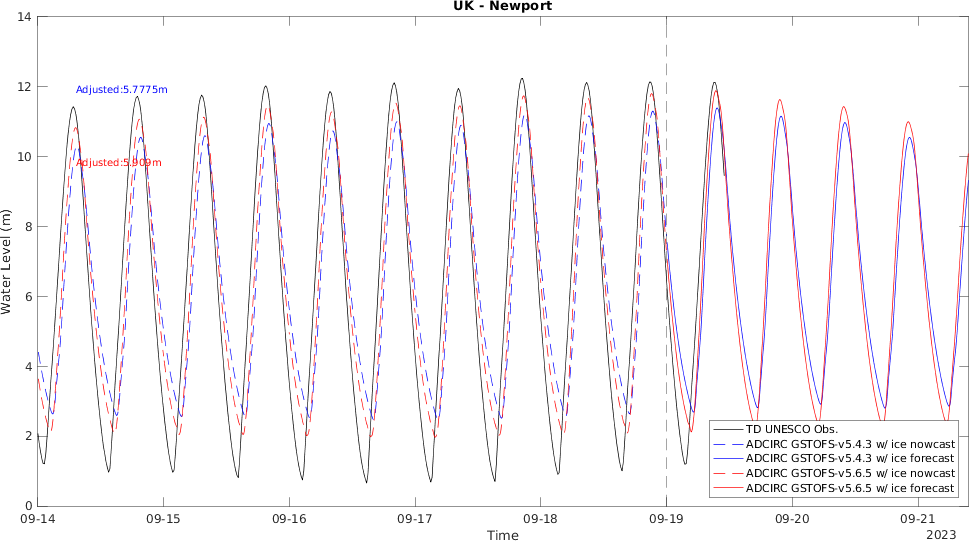 UK - Newport
14
12
10
8
6
4
2
0
Water Level (m)
Adjusted:5.7775m
Adjusted:5.909m
TD UNESCO Obs.
ADCIRC GSTOFS-v5.4.3 w/ ice nowcast
ADCIRC GSTOFS-v5.4.3 w/ ice forecast
ADCIRC GSTOFS-v5.6.5 w/ ice nowcast
ADCIRC GSTOFS-v5.6.5 w/ ice forecast
09-14 09-15 09-16 09-17 09-18 09-19 09-20 09-21
Time
2023